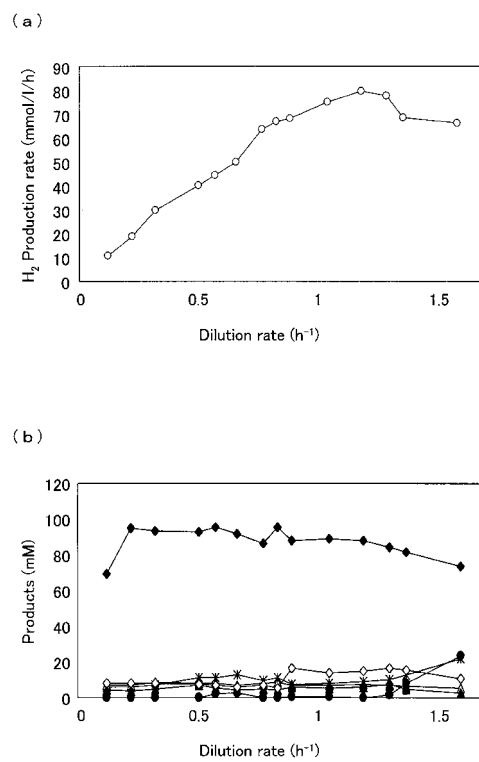 (a)
H₂ Production rate (mmol/l/h)
90
80
70
60
50
40
30
20
10
0
0 0.5 1 1.5
Dilution rate (h⁻¹)
(b)
Products (mM)
120
100
80
60
40
20
0
0 0.5 1 1.5
Dilution rate (h⁻¹)